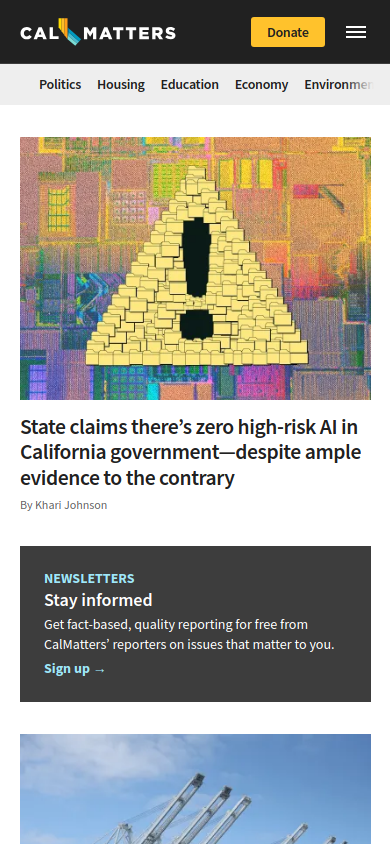 CAL MATTERS
Donate
Politics Housing Education Economy Environmen
State claims there’s zero high-risk AI in
California government—despite ample
evidence to the contrary
By Khari Johnson
NEWSLETTERS
Stay informed
Get fact-based, quality reporting for free from
CalMatters’ reporters on issues that matter to you.
Sign up →